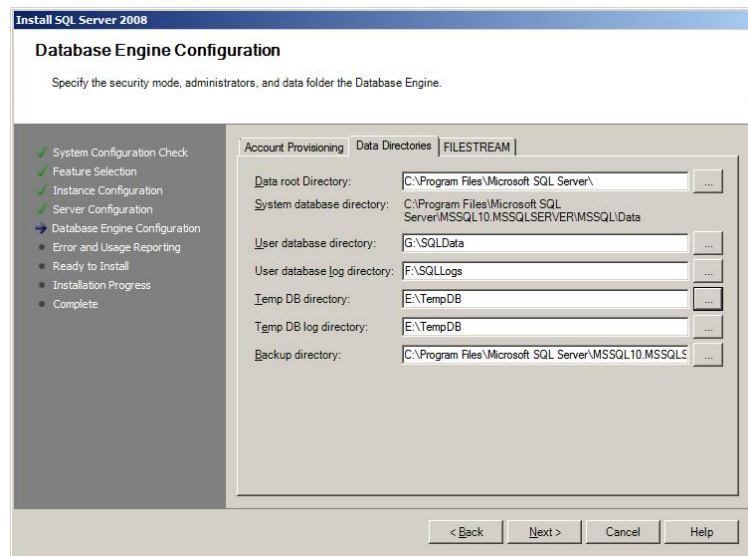 Install SQL Server 2008
Database Engine Configuration
Specify the security mode, administrators, and data folder the Database Engine.
System Configuration Check
Feature Selection
Instance Configuration
Server Configuration
Database Engine Configuration
Error and Usage Reporting
Ready to Install
Installation Progress
Complete
Account Provisioning Data Directories FILESTREAM
Data root Directory: C:\Program Files\Microsoft SQL Server\ ...
System database directory: C:\Program Files\Microsoft SQL
Server\MSSQL10.MSSQLSERVER\MSSQL\Data
User database directory: G:\SQLData ...
User database log directory: F:\SQLLogs ...
Temp DB directory: E:\TempDB ...
Temp DB log directory: E:\TempDB ...
Backup directory: C:\Program Files\Microsoft SQL Server\MSSQL10.MSSQLS ...
< Back Next > Cancel Help